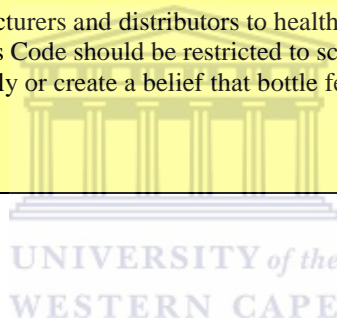 cturers and distributors to health
s Code should be restricted to sc
ly or create a belief that bottle fe
UNIVERSITY of the
WESTERN CAPE